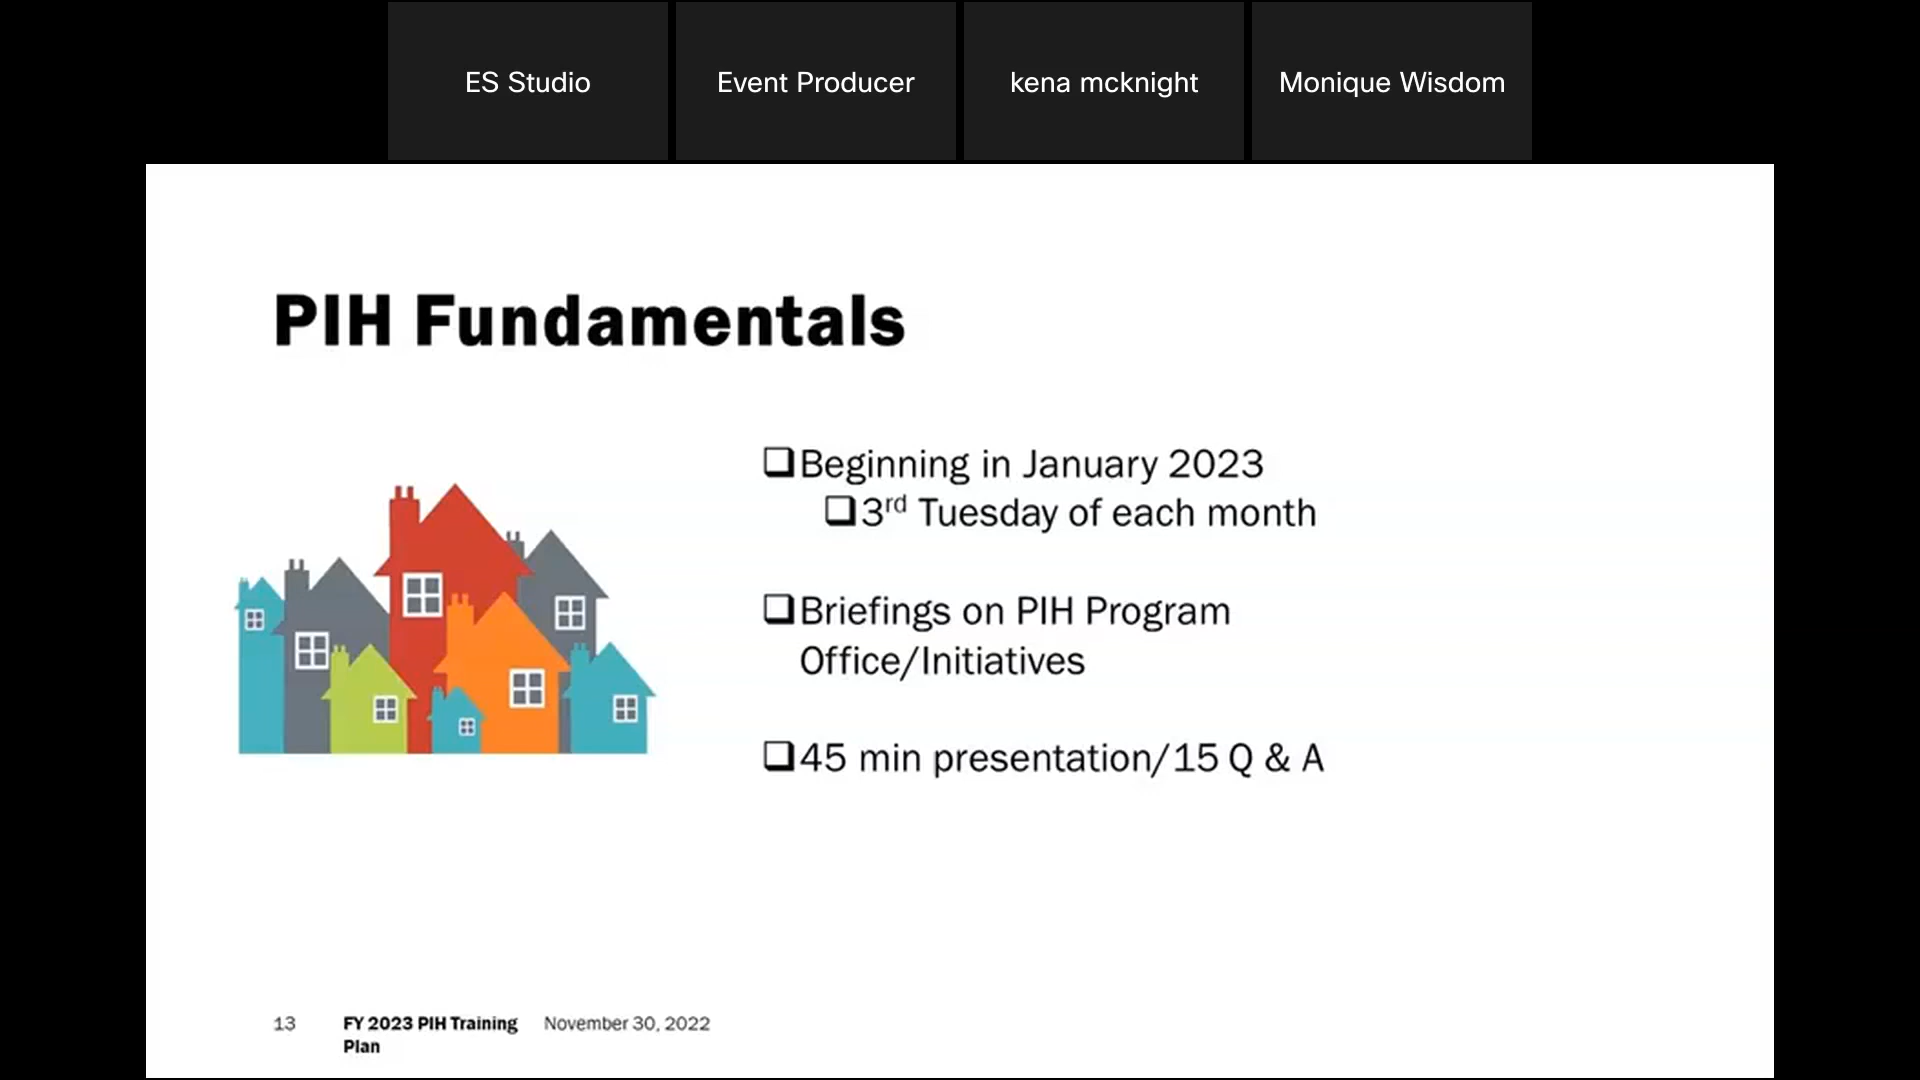 ES Studio
Event Producer
kena mcknight
Monique Wisdom
PIH Fundamentals
❑Beginning in January 2023
❑3rd Tuesday of each month
❑Briefings on PIH Program
Office/Initiatives
❑45 min presentation/15 Q & A
13 FY 2023 PIH Training November 30, 2022
Plan